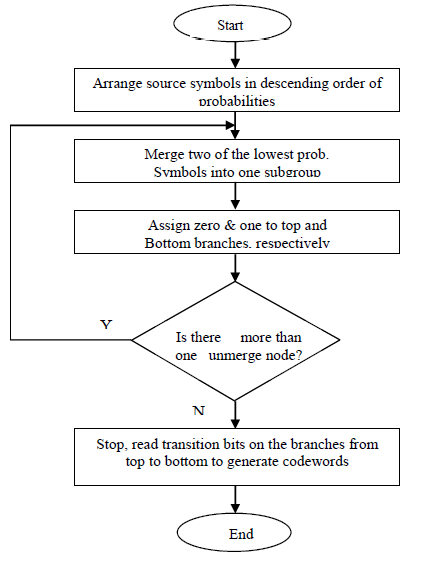 Start
Arrange source symbols in descending order of
probabilities
Merge two of the lowest prob.
Symbols into one subgroup
Assign zero & one to top and
Bottom branches, respectively
Y
Is there more than
one unmerge node?
N
Stop, read transition bits on the branches from
top to bottom to generate codewords
End